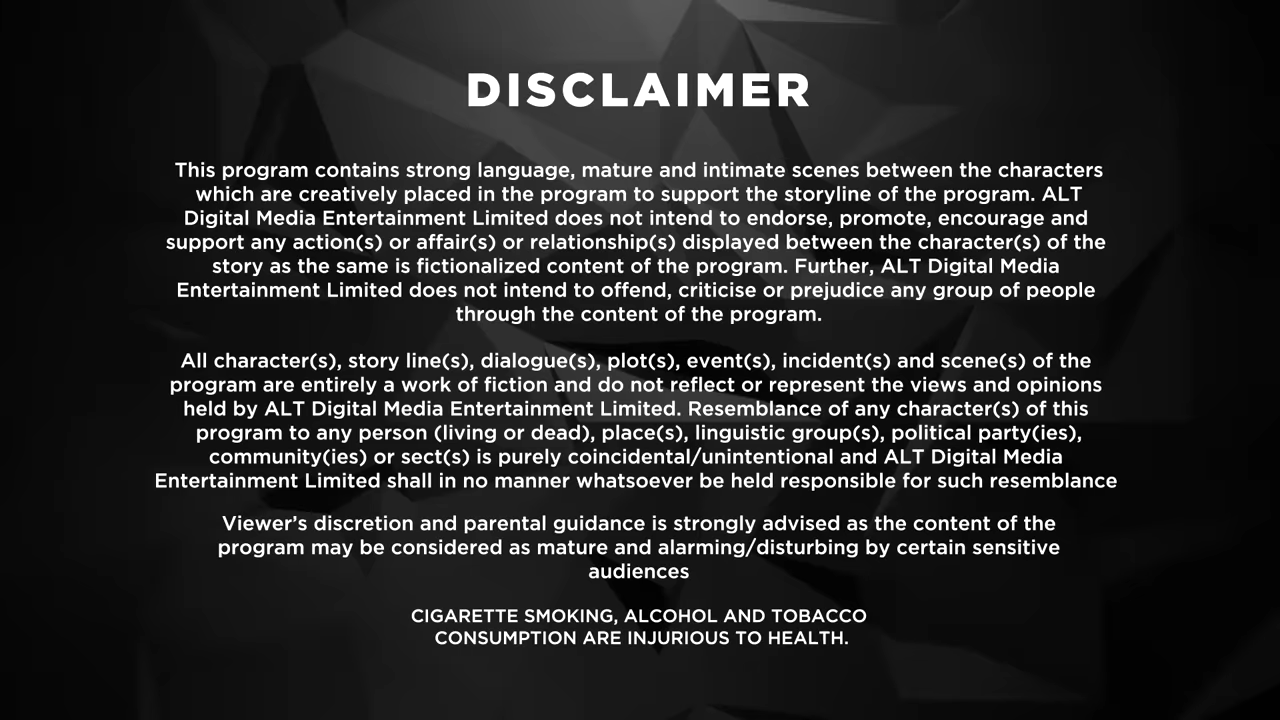 DISCLAIMER
This program contains strong language, mature and intimate scenes between the characters
which are creatively placed in the program to support the storyline of the program. ALT
Digital Media Entertainment Limited does not intend to endorse, promote, encourage and
support any action(s) or affair(s) or relationship(s) displayed between the character(s) of the
story as the same is fictionalized content of the program. Further, ALT Digital Media
Entertainment Limited does not intend to offend, criticise or prejudice any group of people
through the content of the program.
All character(s), story line(s), dialogue(s), plot(s), event(s), incident(s) and scene(s) of the
program are entirely a work of fiction and do not reflect or represent the views and opinions
held by ALT Digital Media Entertainment Limited. Resemblance of any character(s) of this
program to any person (living or dead), place(s), linguistic group(s), political party(ies),
community(ies) or sect(s) is purely coincidental/unintentional and ALT Digital Media
Entertainment Limited shall in no manner whatsoever be held responsible for such resemblance
Viewer’s discretion and parental guidance is strongly advised as the content of the
program may be considered as mature and alarming/disturbing by certain sensitive
audiences
CIGARETTE SMOKING, ALCOHOL AND TOBACCO
CONSUMPTION ARE INJURIOUS TO HEALTH.